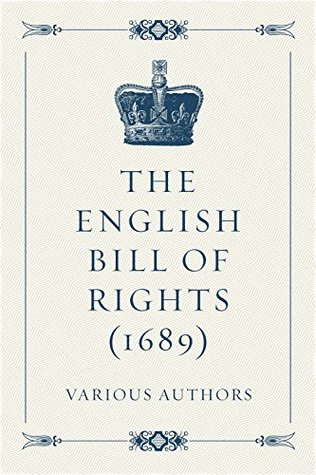 THE
ENGLISH
BILL OF
RIGHTS
(1689)
VARIOUS AUTHORS